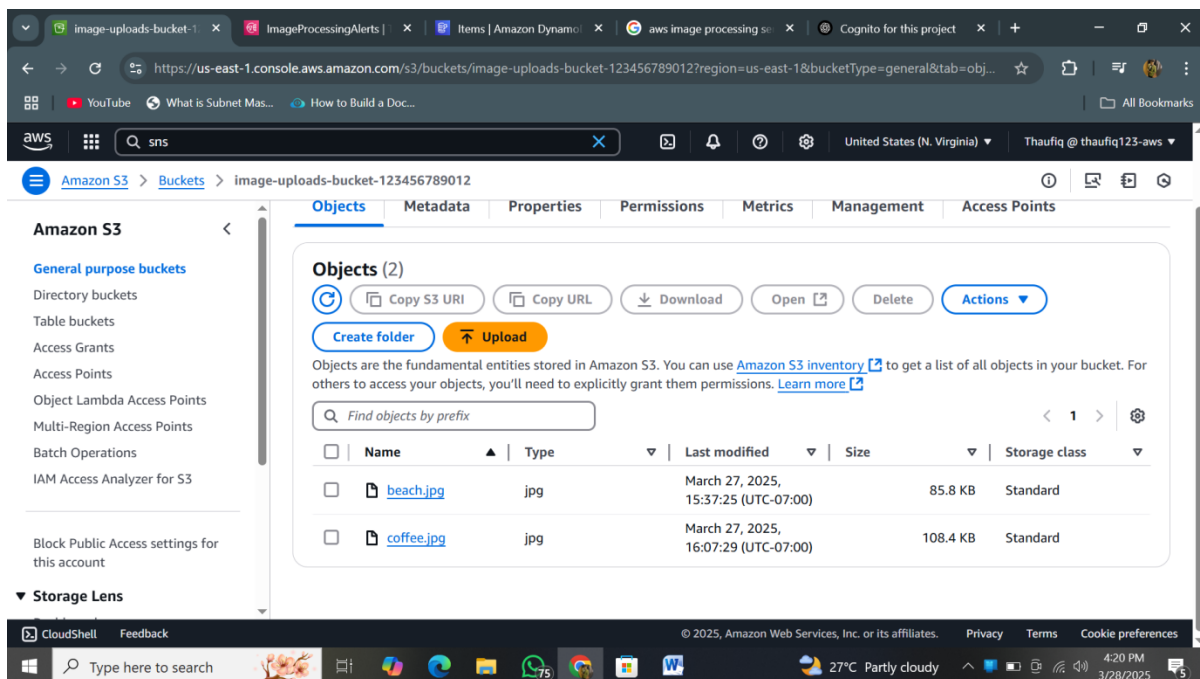 image-uploads-bucket-1
ImageProcessingAlerts |
Items | Amazon Dynamo
aws image processing se
Cognito for this project
https://us-east-1.console.aws.amazon.com/s3/buckets/image-uploads-bucket-123456789012?region=us-east-1&bucketType=general&tab=obj...
YouTube
What is Subnet Mas...
How to Build a Doc...
All Bookmarks
aws
sns
United States (N. Virginia)
Thaufiq @ thaufiq123-aws
Amazon S3 > Buckets > image-uploads-bucket-123456789012
Amazon S3
General purpose buckets
Directory buckets
Table buckets
Access Grants
Access Points
Object Lambda Access Points
Multi-Region Access Points
Batch Operations
IAM Access Analyzer for S3
Block Public Access settings for
this account
Storage Lens
Objects Metadata Properties Permissions Metrics Management Access Points
Objects (2)
Copy S3 URI Copy URL Download Open Delete Actions
Create folder Upload
Objects are the fundamental entities stored in Amazon S3. You can use Amazon S3 inventory to get a list of all objects in your bucket. For
others to access your objects, you'll need to explicitly grant them permissions. Learn more
Find objects by prefix
1
Name Type Last modified Size Storage class
beach.jpg jpg March 27, 2025, 85.8 KB Standard
15:37:25 (UTC-07:00)
coffee.jpg jpg March 27, 2025, 108.4 KB Standard
16:07:29 (UTC-07:00)
CloudShell Feedback © 2025, Amazon Web Services, Inc. or its affiliates. Privacy Terms Cookie preferences
Type here to search
75
W
27°C Partly cloudy
4:20 PM
3/28/2025
5